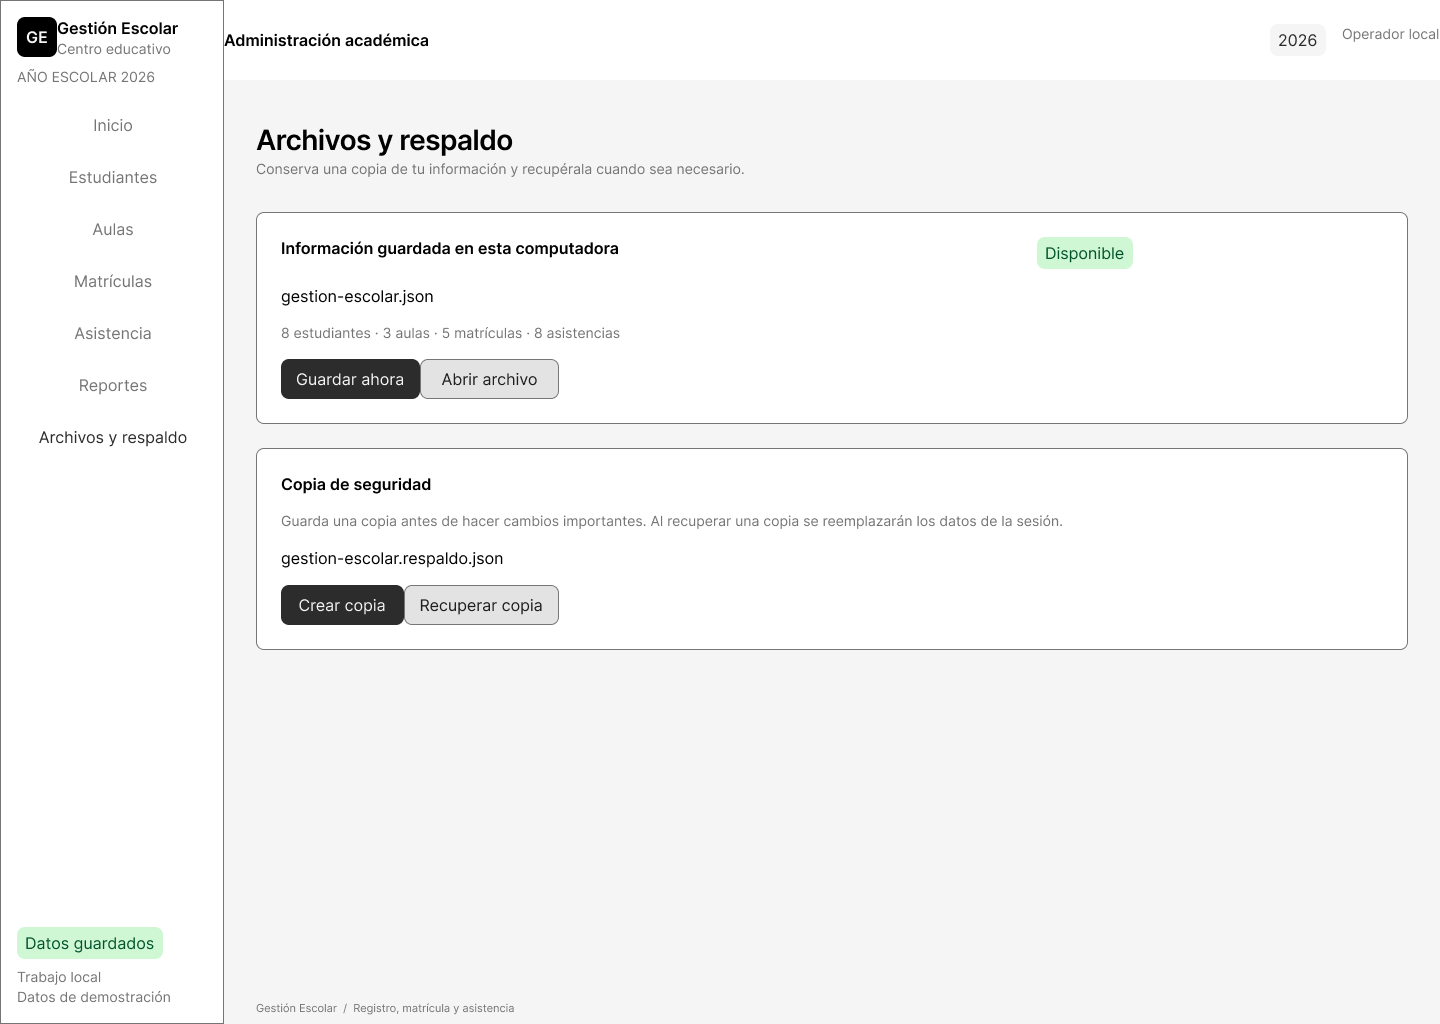 GE
Gestión Escolar
Centro educativo
AÑO ESCOLAR 2026
Inicio
Estudiantes
Aulas
Matrículas
Asistencia
Reportes
Archivos y respaldo
Datos guardados
Trabajo local
Datos de demostración
Administración académica
2026
Operador local
Archivos y respaldo
Conserva una copia de tu información y recupérala cuando sea necesario.
Información guardada en esta computadora
Disponible
gestion-escolar.json
8 estudiantes · 3 aulas · 5 matrículas · 8 asistencias
Guardar ahora
Abrir archivo
Copia de seguridad
Guarda una copia antes de hacer cambios importantes. Al recuperar una copia se reemplazarán los datos de la sesión.
gestion-escolar.respaldo.json
Crear copia
Recuperar copia
Gestión Escolar / Registro, matrícula y asistencia